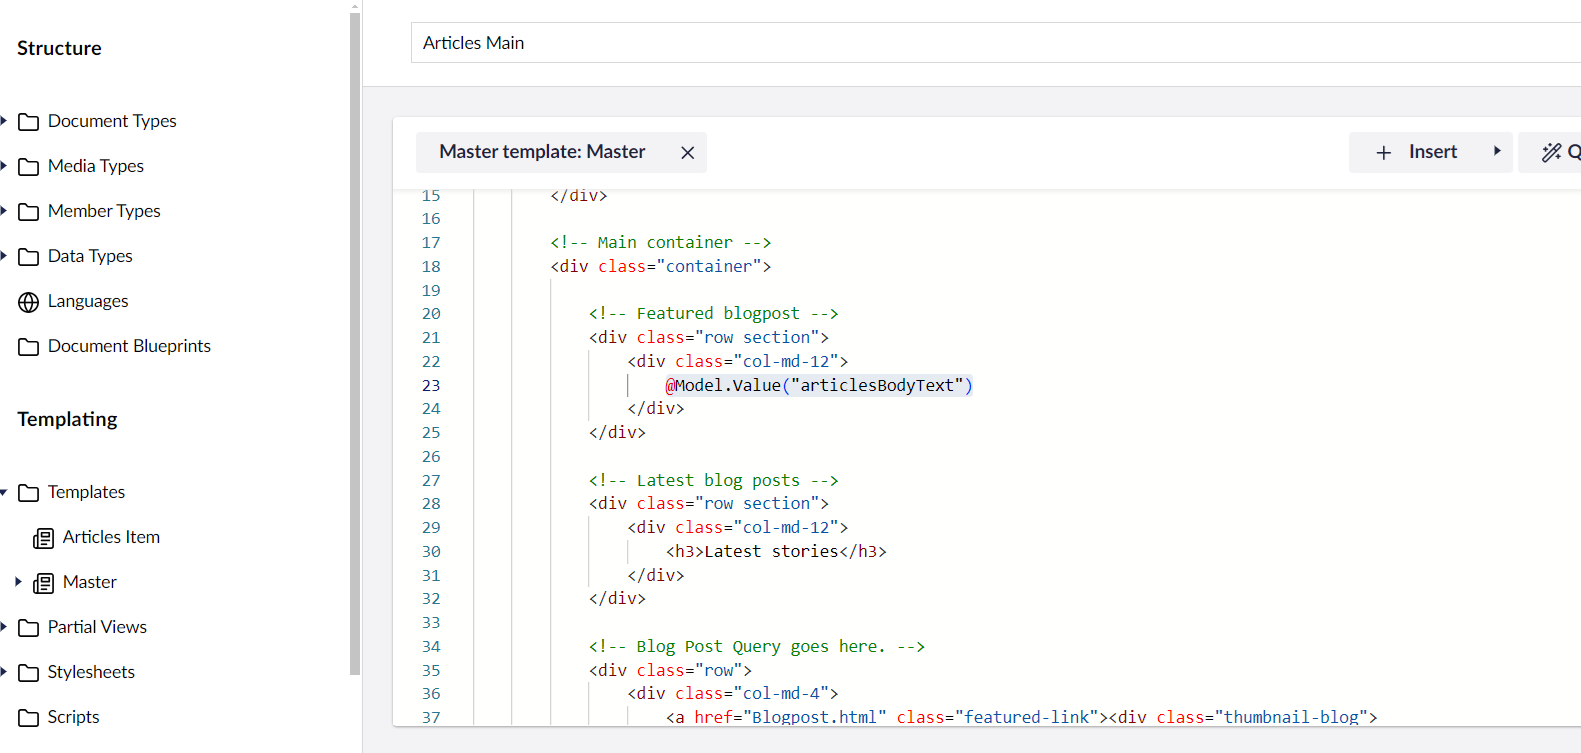 Structure
Document Types
Media Types
Member Types
Data Types
Languages
Document Blueprints
Templating
Templates
Articles Item
Master
Partial Views
Stylesheets
Scripts
Articles Main
Master template: Master
Insert
Q
15 </div>
16
17 <!-- Main container -->
18 <div class="container">
19
20 <!-- Featured blogpost -->
21 <div class="row section">
22 <div class="col-md-12">
23 @Model.Value("articlesBodyText")
24 </div>
25 </div>
26
27 <!-- Latest blog posts -->
28 <div class="row section">
29 <div class="col-md-12">
30 <h3>Latest stories</h3>
31 </div>
32 </div>
33
34 <!-- Blog Post Query goes here. -->
35 <div class="row">
36 <div class="col-md-4">
37 <a href="Blogpost.html" class="featured-link"><div class="thumbnail-blog">